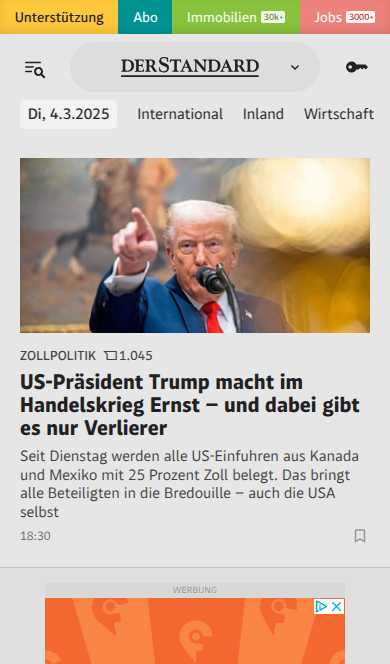 Unterstützung Abo Immobilien 30k+ Jobs 3000+
DERSTANDARD
Di, 4.3.2025 International Inland Wirtschaft
ZOLLPOLITIK 1.045
US-Präsident Trump macht im
Handelskrieg Ernst – und dabei gibt
es nur Verlierer
Seit Dienstag werden alle US-Einfuhren aus Kanada
und Mexiko mit 25 Prozent Zoll belegt. Das bringt
alle Beteiligten in die Bredouille – auch die USA
selbst
18:30
WERBUNG